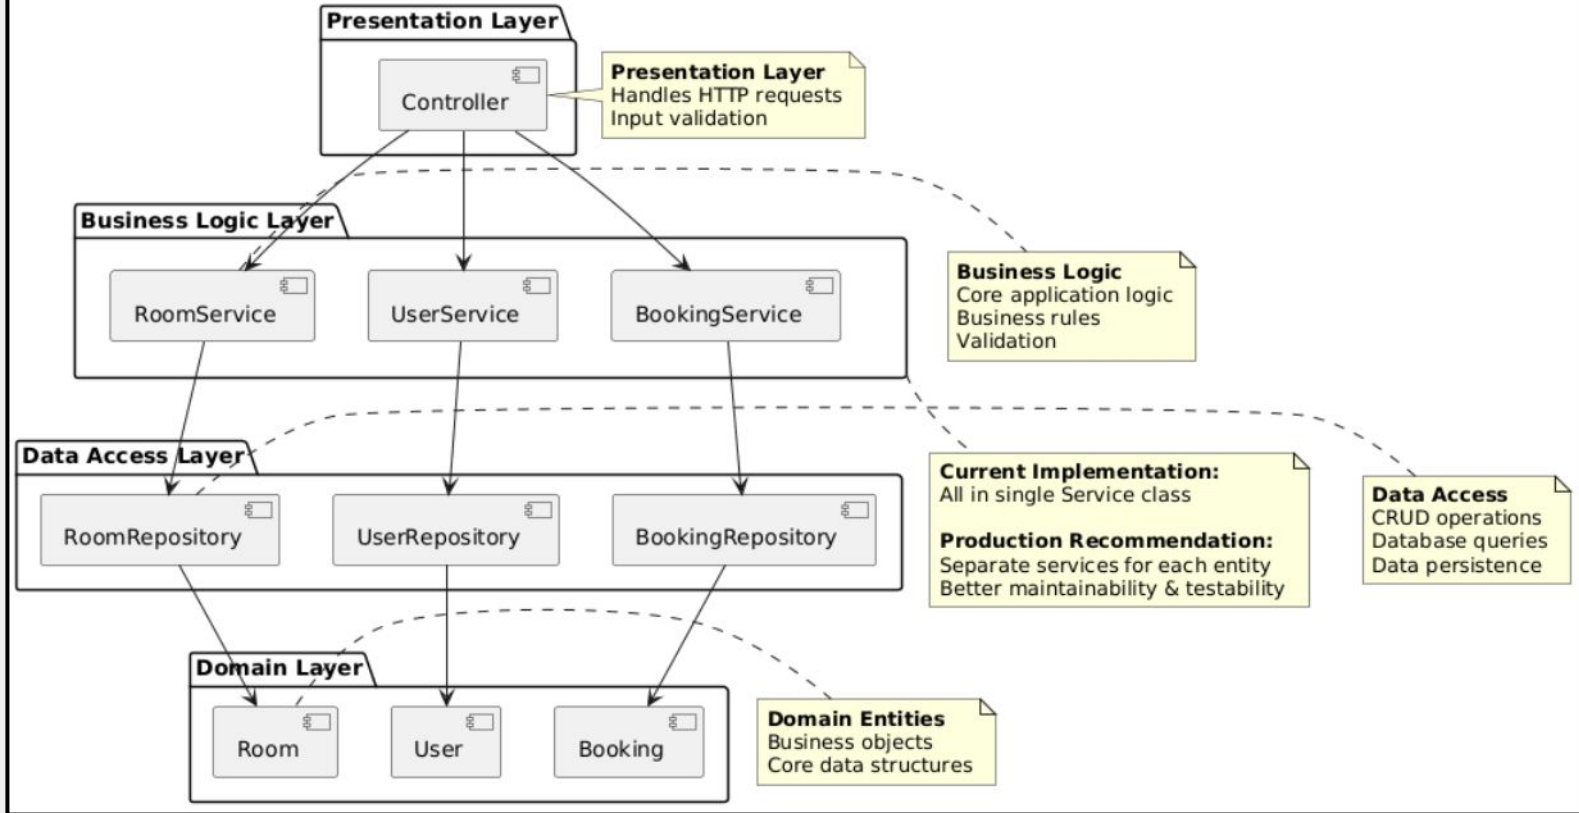 Presentation Layer
Controller
Presentation Layer
Handles HTTP requests
Input validation
Business Logic Layer
RoomService
UserService
BookingService
Business Logic
Core application logic
Business rules
Validation
Data Access Layer
RoomRepository
UserRepository
BookingRepository
Current Implementation:
All in single Service class
Production Recommendation:
Separate services for each entity
Better maintainability & testability
Data Access
CRUD operations
Database queries
Data persistence
Domain Layer
Room
User
Booking
Domain Entities
Business objects
Core data structures